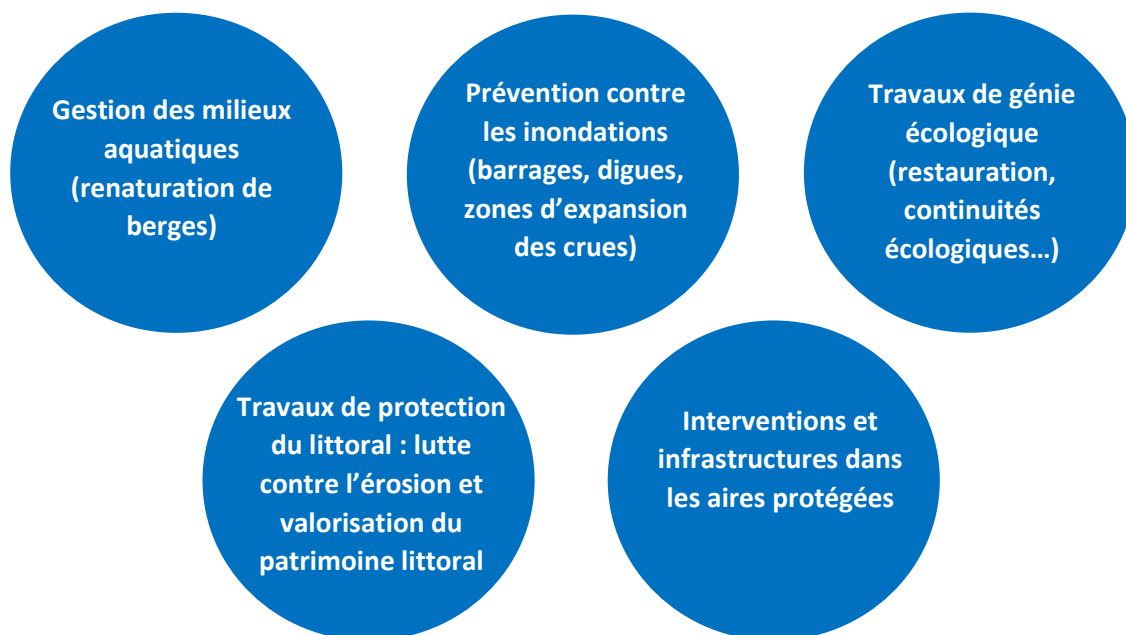 Gestion des milieux
aquatiques
(renaturation de
berges)
Prévention contre
les inondations
(barrages, digues,
zones d’expansion
des crues)
Travaux de génie
écologique
(restauration,
continuités
écologiques…)
Travaux de protection
du littoral : lutte
contre l’érosion et
valorisation du
patrimoine littoral
Interventions et
infrastructures dans
les aires protégées